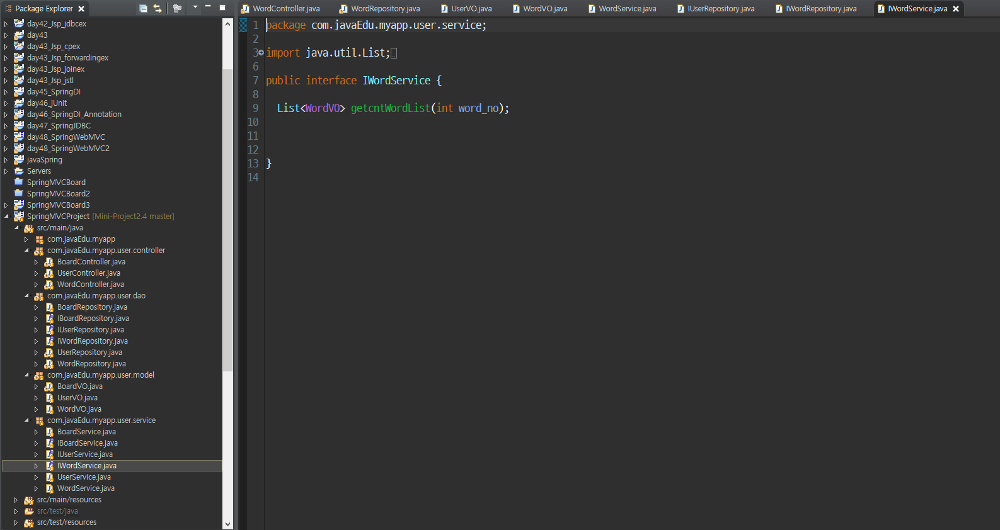 Package Explorer
day42_Jsp_jdbcex
day43
day43_Jsp_cpex
day43_Jsp_forwardingex
day43_Jsp_joinex
day43_Jsp_jstl
day45_SpringDI
day46_jUnit
day46_SpringDI_Annotation
day47_SpringJDBC
day48_SpringWebMVC
day48_SpringWebMVC2
javaSpring
Servers
SpringMVCBoard
SpringMVCBoard2
SpringMVCBoard3
SpringMVCProject [Mini-Project2.4 master]
src/main/java
com.javaEdu.myapp
com.javaEdu.myapp.user.controller
BoardController.java
UserController.java
WordController.java
com.javaEdu.myapp.user.dao
BoardRepository.java
IBoardRepository.java
IUserRepository.java
IWordRepository.java
UserRepository.java
WordRepository.java
com.javaEdu.myapp.user.model
BoardVO.java
UserVO.java
WordVO.java
com.javaEdu.myapp.user.service
BoardService.java
IBoardService.java
IUserService.java
IWordService.java
UserService.java
WordService.java
src/main/resources
src/test/java
src/test/resources
WordController.java WordRepository.java UserVO.java WordVO.java WordService.java IUserRepository.java IWordRepository.java IWordService.java
1 package com.javaEdu.myapp.user.service;
2
3 import java.util.List;
6
7 public interface IWordService {
8
9 List<WordVO> getcntWordList(int word_no);
10
11
12
13 }
14